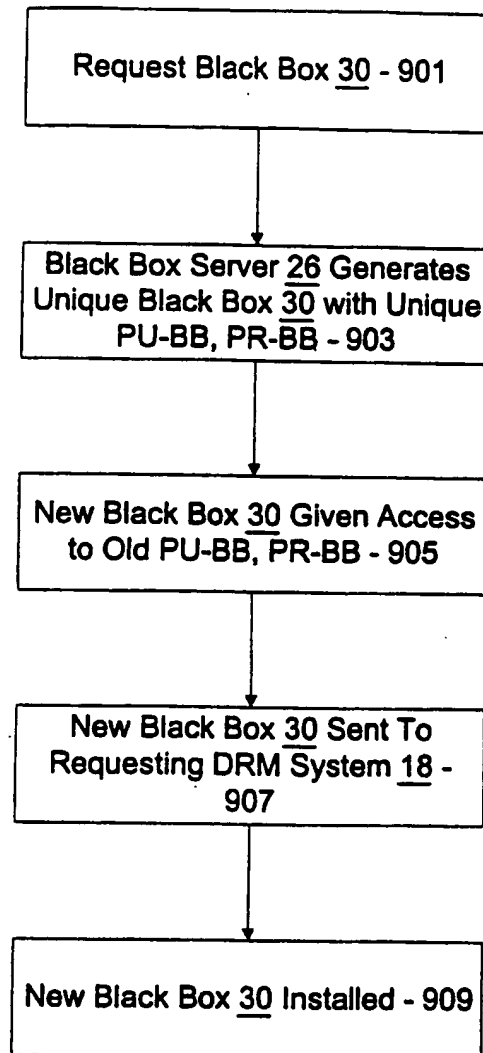 Request Black Box 30 - 901
Black Box Server 26 Generates
Unique Black Box 30 with Unique
PU-BB, PR-BB - 903
New Black Box 30 Given Access
to Old PU-BB, PR-BB - 905
New Black Box 30 Sent To
Requesting DRM System 18 -
907
New Black Box 30 Installed - 909